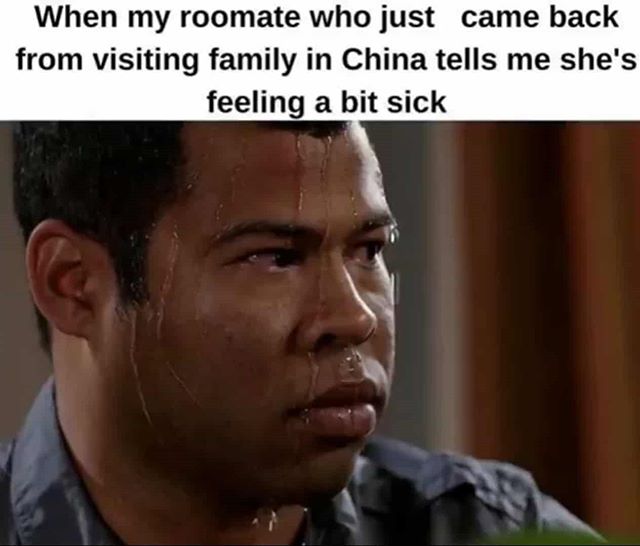 When my roomate who just came back
from visiting family in China tells me she's
feeling a bit sick